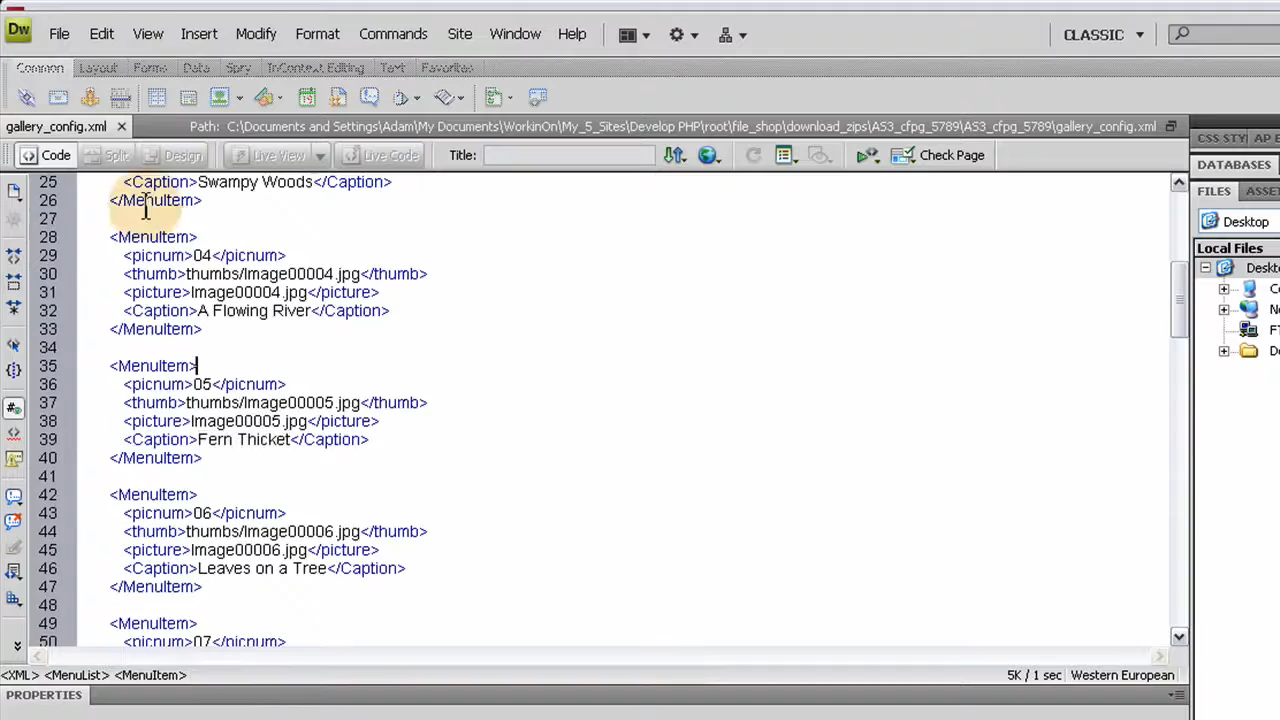 Dw File Edit View Insert Modify Format Commands Site Window Help CLASSIC
Common Layout Forms Data Spry InContext Editing Text Favorites
gallery_config.xml Path: C:\Documents and Settings\Adam\My Documents\WorkinOn\My_5_Sites\Develop PHP\root\file_shop\download_zips\AS3_cfpg_5789\AS3_cfpg_5789\gallery_config.xml
Code Split Design Live View Live Code Title: Check Page
25 <Caption>Swampy Woods</Caption>
26 </MenuItem>
27
28 <MenuItem>
29 <picnum>04</picnum>
30 <thumb>thumbs/Image00004.jpg</thumb>
31 <picture>Image00004.jpg</picture>
32 <Caption>A Flowing River</Caption>
33 </MenuItem>
34
35 <MenuItem>
36 <picnum>05</picnum>
37 <thumb>thumbs/Image00005.jpg</thumb>
38 <picture>Image00005.jpg</picture>
39 <Caption>Fern Thicket</Caption>
40 </MenuItem>
41
42 <MenuItem>
43 <picnum>06</picnum>
44 <thumb>thumbs/Image00006.jpg</thumb>
45 <picture>Image00006.jpg</picture>
46 <Caption>Leaves on a Tree</Caption>
47 </MenuItem>
48
49 <MenuItem>
50 <picnum>07</picnum>
<XML> <MenuList> <MenuItem> 5K / 1 sec Western European
PROPERTIES
CSS STY AP E
DATABASES
FILES ASSE
Desktop
Local Files
Deskt
C
N
FT
D